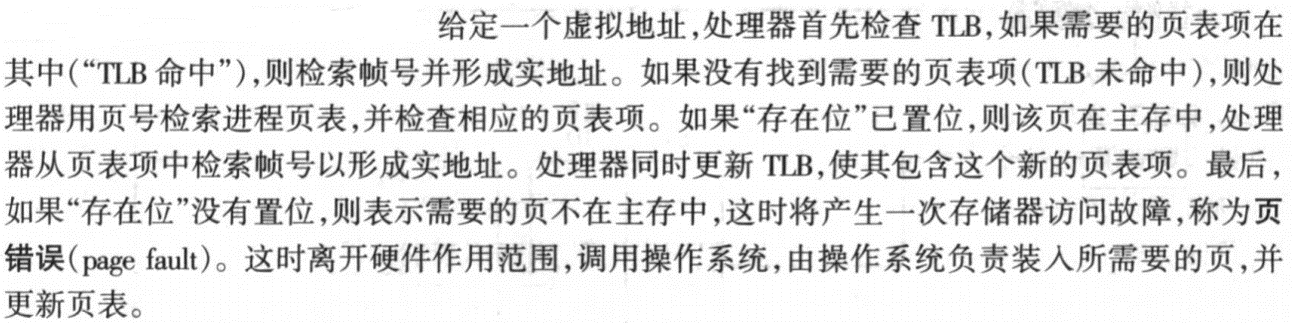 给定一个虚拟地址,处理器首先检查 TLB,如果需要的页表项在
其中(“TLB 命中”),则检索帧号并形成实地址。如果没有找到需要的页表项(TLB 未命中),则处
理器用页号检索进程页表,并检查相应的页表项。如果“存在位”已置位,则该页在主存中,处理
器从页表项中检索帧号以形成实地址。处理器同时更新 TLB,使其包含这个新的页表项。最后,
如果“存在位”没有置位,则表示需要的页不在主存中,这时将产生一次存储器访问故障,称为页
错误(page fault)。这时离开硬件作用范围,调用操作系统,由操作系统负责装入所需要的页,并
更新页表。